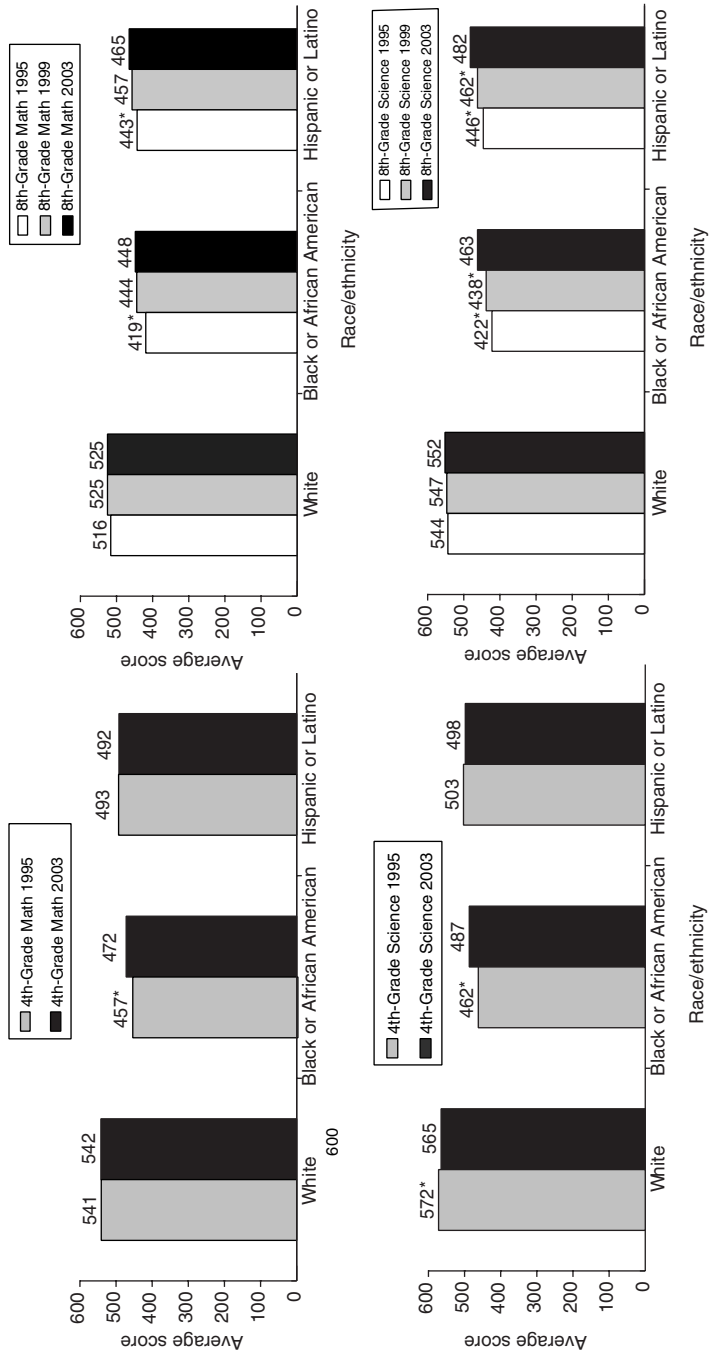 4th-Grade Math 1995
4th-Grade Math 2003
Average score
600
500
400
300
200
100
0
541
542
457*
472
493
492
White
Black or African American
Hispanic or Latino
600
8th-Grade Math 1995
8th-Grade Math 1999
8th-Grade Math 2003
Average score
600
500
400
300
200
100
0
516
525
525
419*
444
448
443*
457
465
White
Black or African American
Hispanic or Latino
Race/ethnicity
4th-Grade Science 1995
4th-Grade Science 2003
Average score
600
500
400
300
200
100
0
572*
565
462*
487
503
498
White
Black or African American
Hispanic or Latino
Race/ethnicity
8th-Grade Science 1995
8th-Grade Science 1999
8th-Grade Science 2003
Average score
600
500
400
300
200
100
0
544
547
552
422*
438*
463
446*
462*
482
White
Black or African American
Hispanic or Latino
Race/ethnicity